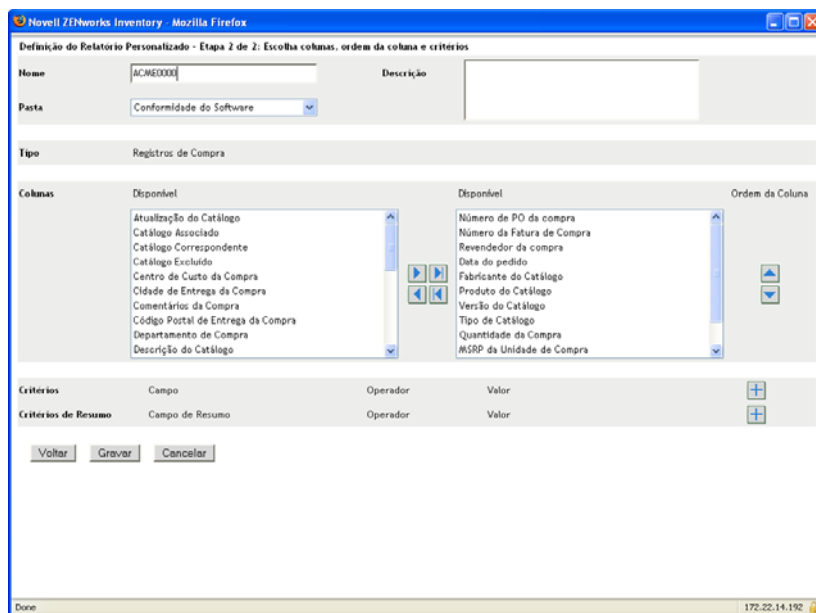 Novell ZENworks Inventory - Mozilla Firefox
Definição do Relatório Personalizado - Etapa 2 de 2: Escolha colunas, ordem da coluna e critérios
Nome ACME0000 Descrição
Pasta Conformidade do Software
Tipo Registros de Compra
Colunas Disponível Disponível Ordem da Coluna
Atualização do Catálogo Número de PO da compra
Catálogo Associado Número da Fatura de Compra
Catálogo Correspondente Revendedor da compra
Catálogo Excluído Data do pedido
Centro de Custo da Compra Fabricante do Catálogo
Cidade de Entrega da Compra Produto do Catálogo
Comentários da Compra Versão do Catálogo
Código Postal de Entrega da Compra Tipo de Catálogo
Departamento de Compra Quantidade da Compra
Descrição do Catálogo MSRP da Unidade de Compra
Critérios Campo Operador Valor
Critérios de Resumo Campo de Resumo Operador Valor
Voltar Gravar Cancelar
Done 172.22.14.192